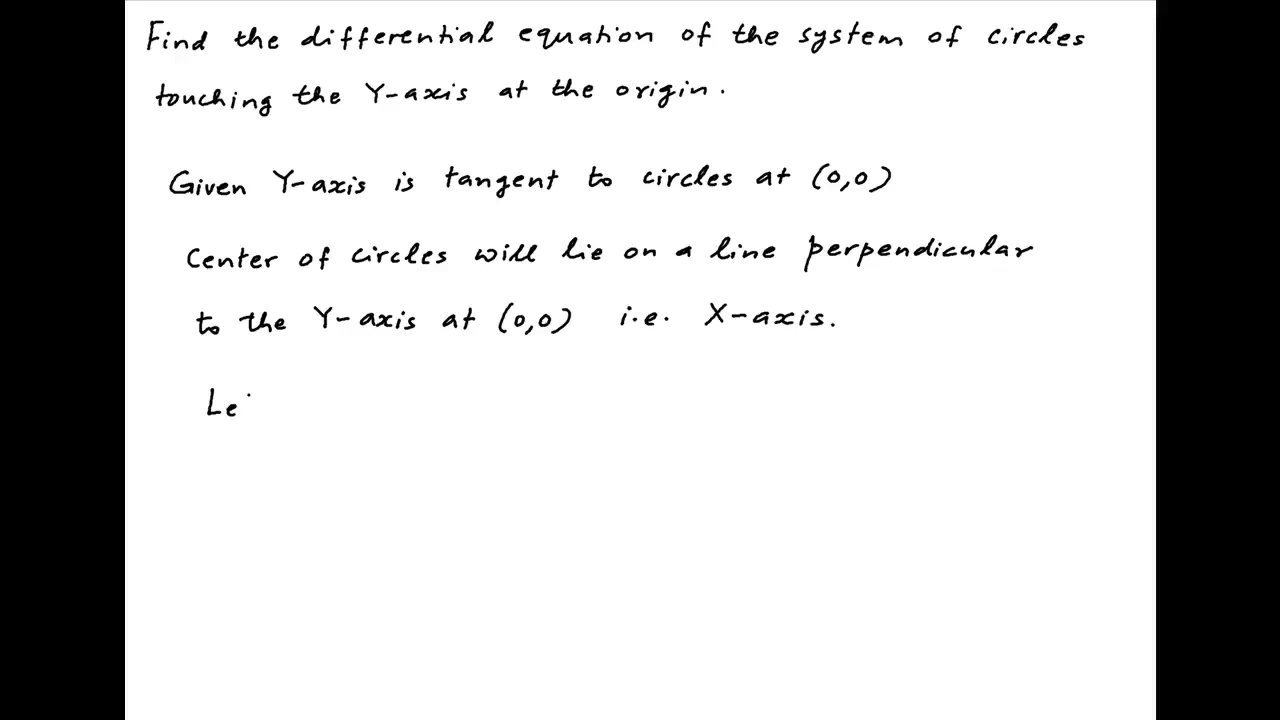 Find the differential equation of the system of circles
touching the Y-axis at the origin.
Given Y-axis is tangent to circles at (0,0)
Center of circles will lie on a line perpendicular
to the Y-axis at (0,0) i.e. X-axis.
Le